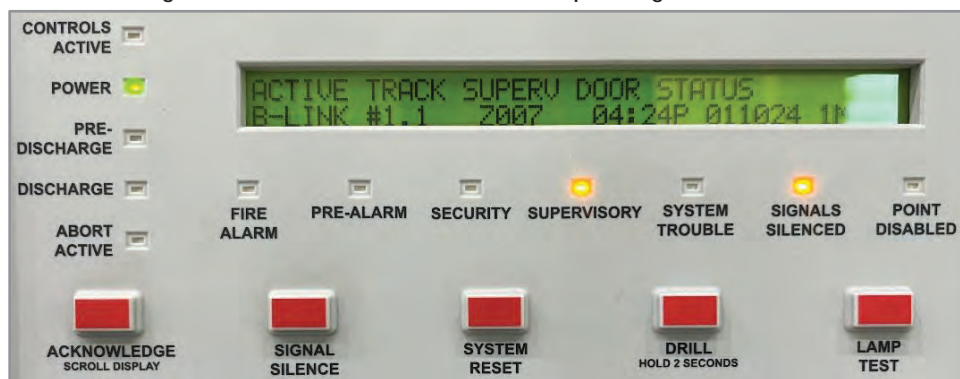 CONTROLS
ACTIVE
POWER
PRE-
DISCHARGE
DISCHARGE
ABORT
ACTIVE
ACTIVE TRACK SUPERV DOOR STATUS
B-LINK #1.1 Z007 04:24P 011024
FIRE
ALARM
PRE-ALARM
SECURITY
SUPERVISORY
SYSTEM
TROUBLE
SIGNALS
SILENCED
POINT
DISABLED
ACKNOWLEDGE
SCROLL DISPLAY
SIGNAL
SILENCE
SYSTEM
RESET
DRILL
HOLD 2 SECONDS
LAMP
TEST